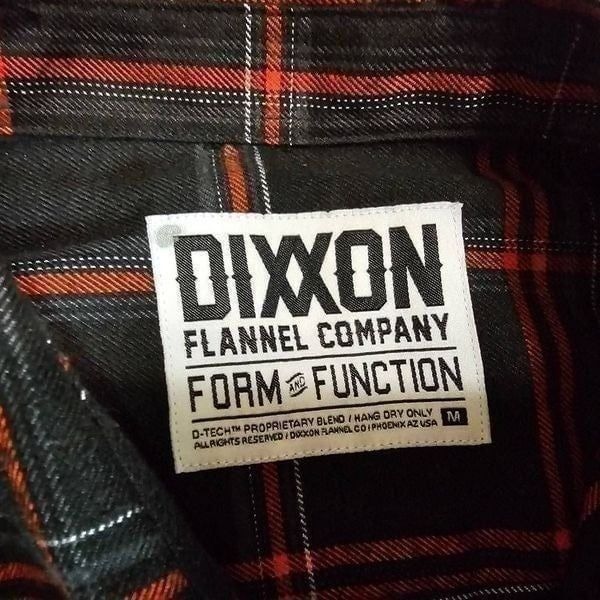 DIXXON
FLANNEL COMPANY
FORM AND FUNCTION
D-TECH™ PROPRIETARY BLEND / HANG DRY ONLY
ALL RIGHTS RESERVED / DIXXON FLANNEL CO / PHOENIX AZ USA
M